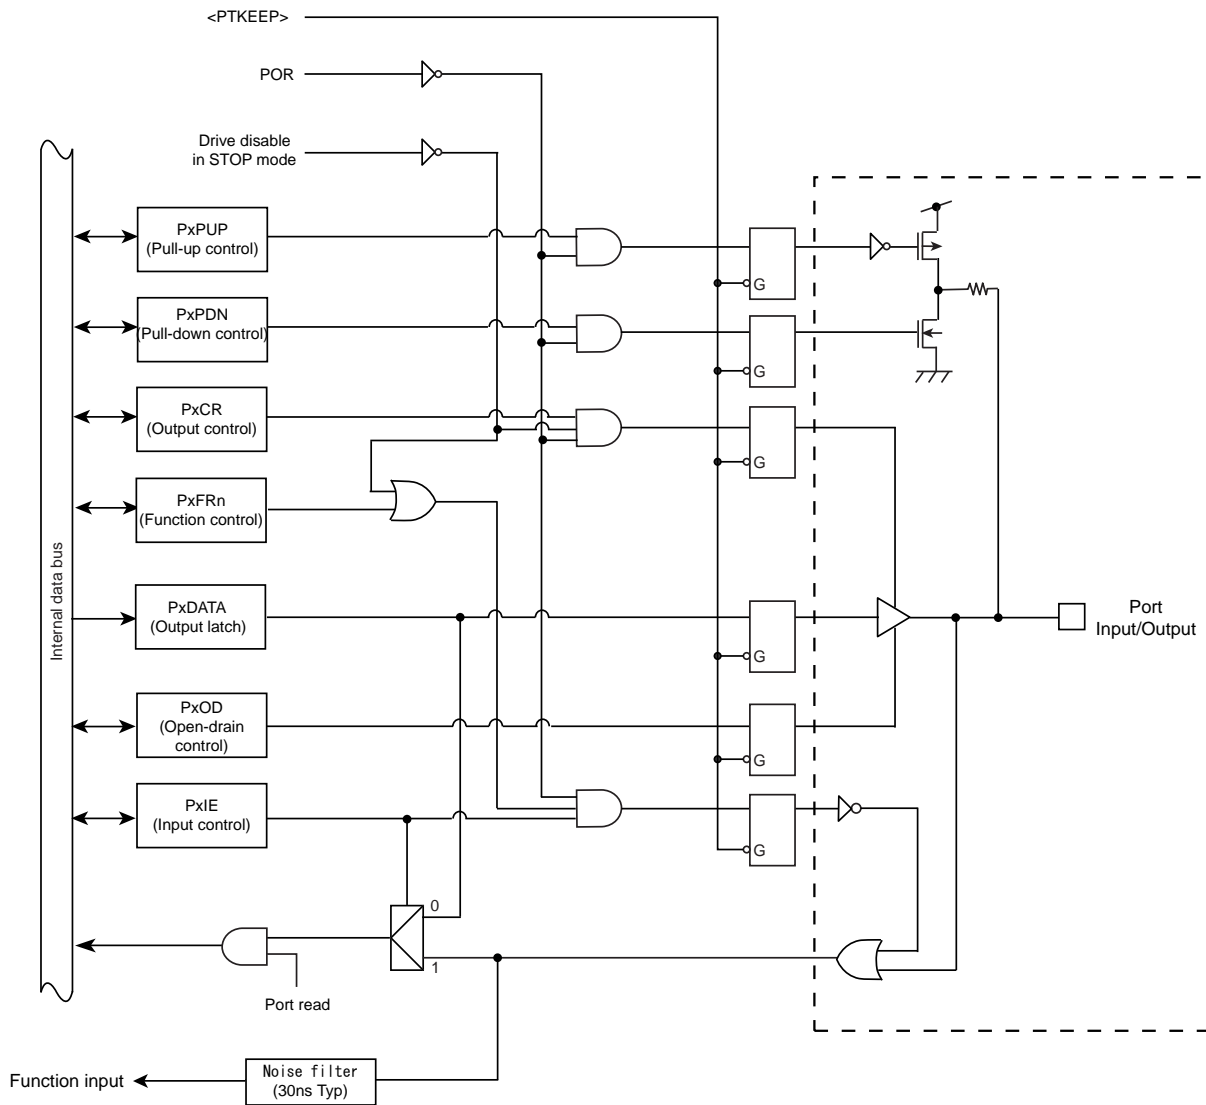 <PTKEEP>
POR
Drive disable
in STOP mode
PxPUP
(Pull-up control)
G
PxPDN
(Pull-down control)
G
PxCR
(Output control)
G
PxFRn
(Function control)
Internal data bus
PxDATA
(Output latch)
G
Port
Input/Output
PxOD
(Open-drain
control)
G
PxIE
(Input control)
G
0
1
Port read
Function input
Noise filter
(30ns Typ)